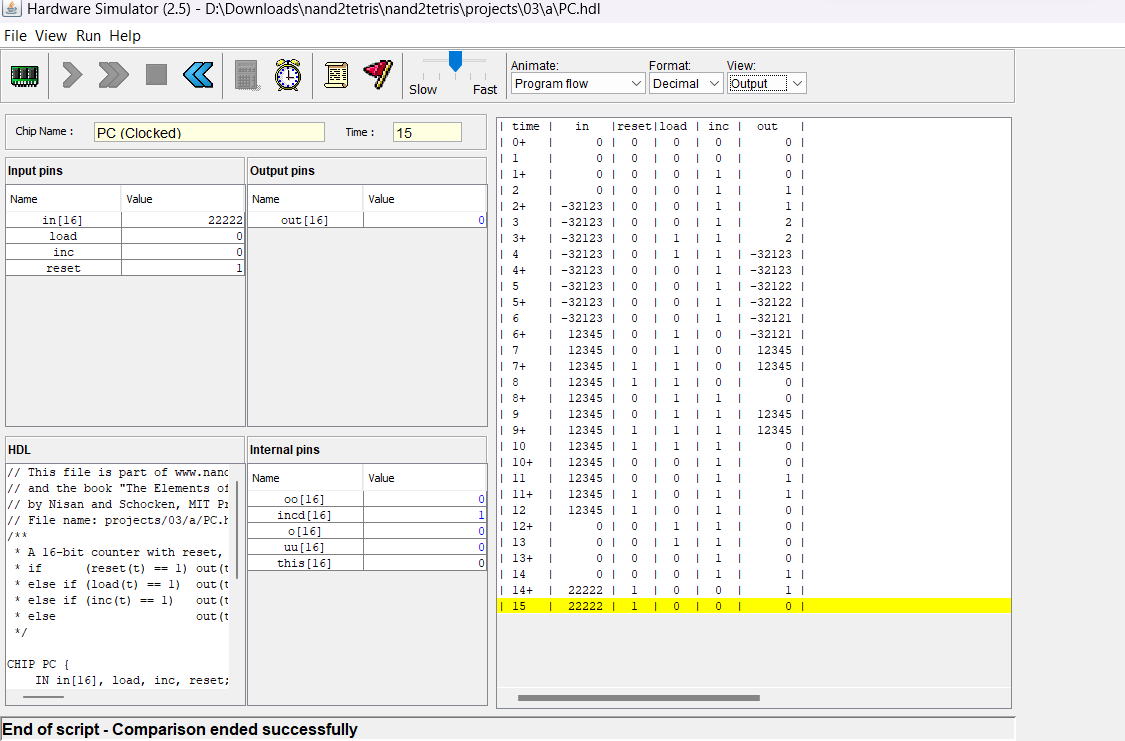 Hardware Simulator (2.5) - D:\Downloads\nand2tetris\nand2tetris\projects\03\a\PC.hdl
File View Run Help
Slow Fast
Animate: Format: View:
Program flow Decimal Output
Chip Name : PC (Clocked) Time : 15
Input pins
Name Value
in[16] 22222
load 0
inc 0
reset 1
Output pins
Name Value
out[16] 0
HDL
// This file is part of www.nand
// and the book "The Elements of
// by Nisan and Schocken, MIT Pr
// File name: projects/03/a/PC.h
/**
* A 16-bit counter with reset,
* if (reset(t) == 1) out(t
* else if (load(t) == 1) out(t
* else if (inc(t) == 1) out(t
* else out(t
*/
CHIP PC {
IN in[16], load, inc, reset;
Internal pins
Name Value
oo[16] 0
incd[16] 1
o[16] 0
uu[16] 0
this[16] 0
| time | in |reset|load | inc | out |
| 0+ | 0 | 0 | 0 | 0 | 0 |
| 1 | 0 | 0 | 0 | 0 | 0 |
| 1+ | 0 | 0 | 0 | 1 | 0 |
| 2 | 0 | 0 | 0 | 1 | 1 |
| 2+ | -32123 | 0 | 0 | 1 | 1 |
| 3 | -32123 | 0 | 0 | 1 | 2 |
| 3+ | -32123 | 0 | 1 | 1 | 2 |
| 4 | -32123 | 0 | 1 | 1 | -32123 |
| 4+ | -32123 | 0 | 0 | 1 | -32123 |
| 5 | -32123 | 0 | 0 | 1 | -32122 |
| 5+ | -32123 | 0 | 0 | 1 | -32122 |
| 6 | -32123 | 0 | 0 | 1 | -32121 |
| 6+ | 12345 | 0 | 1 | 0 | -32121 |
| 7 | 12345 | 0 | 1 | 0 | 12345 |
| 7+ | 12345 | 1 | 1 | 0 | 12345 |
| 8 | 12345 | 1 | 1 | 0 | 0 |
| 8+ | 12345 | 0 | 1 | 1 | 0 |
| 9 | 12345 | 0 | 1 | 1 | 12345 |
| 9+ | 12345 | 1 | 1 | 1 | 12345 |
| 10 | 12345 | 1 | 1 | 1 | 0 |
| 10+ | 12345 | 0 | 0 | 1 | 0 |
| 11 | 12345 | 0 | 0 | 1 | 1 |
| 11+ | 12345 | 1 | 0 | 1 | 1 |
| 12 | 12345 | 1 | 0 | 1 | 0 |
| 12+ | 0 | 0 | 1 | 1 | 0 |
| 13 | 0 | 0 | 1 | 1 | 0 |
| 13+ | 0 | 0 | 0 | 1 | 0 |
| 14 | 0 | 0 | 0 | 1 | 1 |
| 14+ | 22222 | 1 | 0 | 0 | 1 |
| 15 | 22222 | 1 | 0 | 0 | 0 |
End of script - Comparison ended successfully